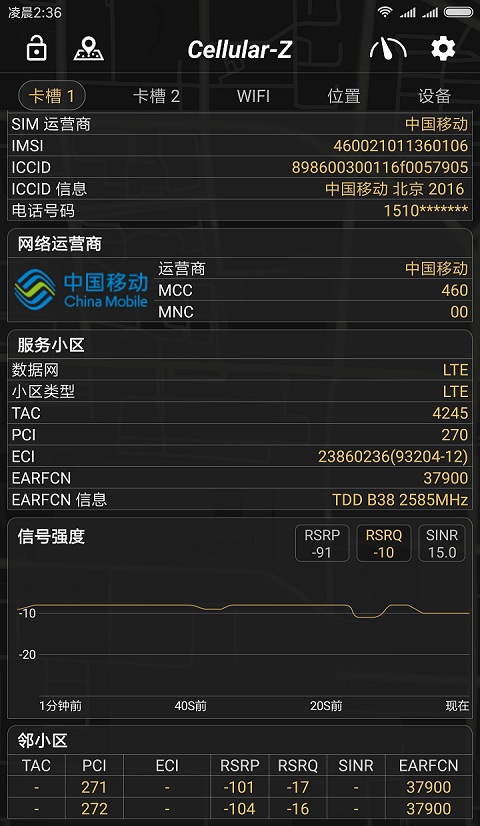 凌晨2:36
Cellular-Z
卡槽 1 卡槽 2 WIFI 位置 设备
SIM 运营商 中国移动
IMSI 460021011360106
ICCID 898600300116f0057905
ICCID 信息 中国移动 北京 2016
电话号码 1510*******
网络运营商
中国移动
China Mobile
运营商 中国移动
MCC 460
MNC 00
服务小区
数据网 LTE
小区类型 LTE
TAC 4245
PCI 270
ECI 23860236(93204-12)
EARFCN 37900
EARFCN 信息 TDD B38 2585MHz
信号强度 RSRP RSRQ SINR
-91 -10 15.0
-10
-20
1分钟前 40S前 20S前 现在
邻小区
TAC PCI ECI RSRP RSRQ SINR EARFCN
- 271 - -101 -17 - 37900
- 272 - -104 -16 - 37900